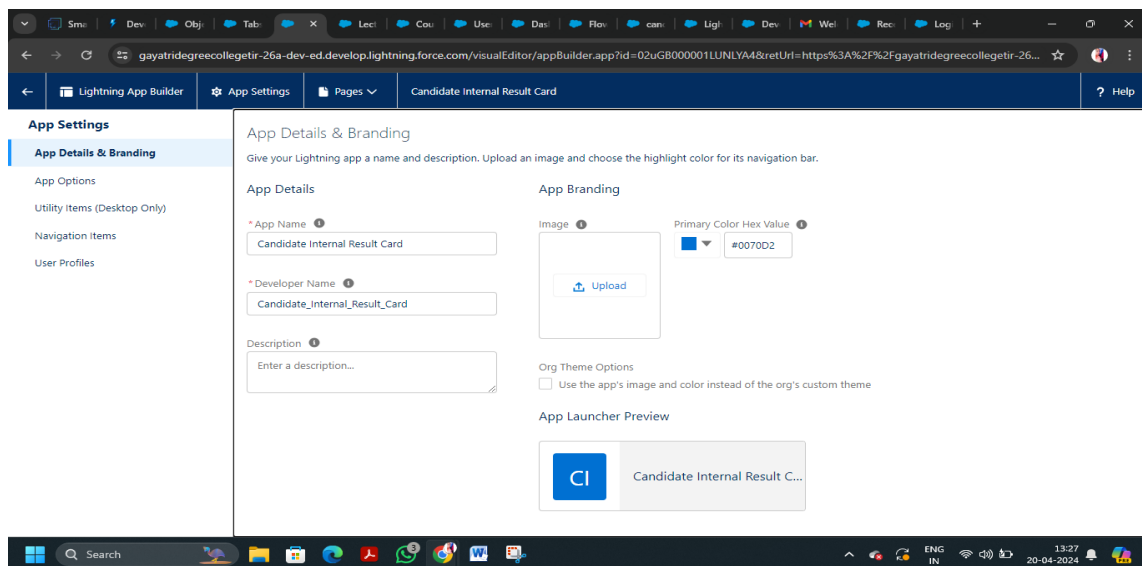 Sma Dev Obj Tab: Lect Cou Use Das Flov canc Ligh Dev Wel Rec Log
gayatridegreecollegetir-26a-dev-ed.develop.lightning.force.com/visualEditor/appBuilder.app?id=02uGB000001LUNLYA4&retUrl=https%3A%2F%2Fgayatridegreecollegetir-26...
Lightning App Builder App Settings Pages Candidate Internal Result Card ? Help
App Settings
App Details & Branding
App Options
Utility Items (Desktop Only)
Navigation Items
User Profiles
App Details & Branding
Give your Lightning app a name and description. Upload an image and choose the highlight color for its navigation bar.
App Details
*App Name
Candidate Internal Result Card
*Developer Name
Candidate_Internal_Result_Card
Description
Enter a description...
App Branding
Image
Upload
Primary Color Hex Value
#0070D2
Org Theme Options
Use the app's image and color instead of the org's custom theme
App Launcher Preview
CI
Candidate Internal Result C...
Search
3
ENG
IN
13:27
20-04-2024